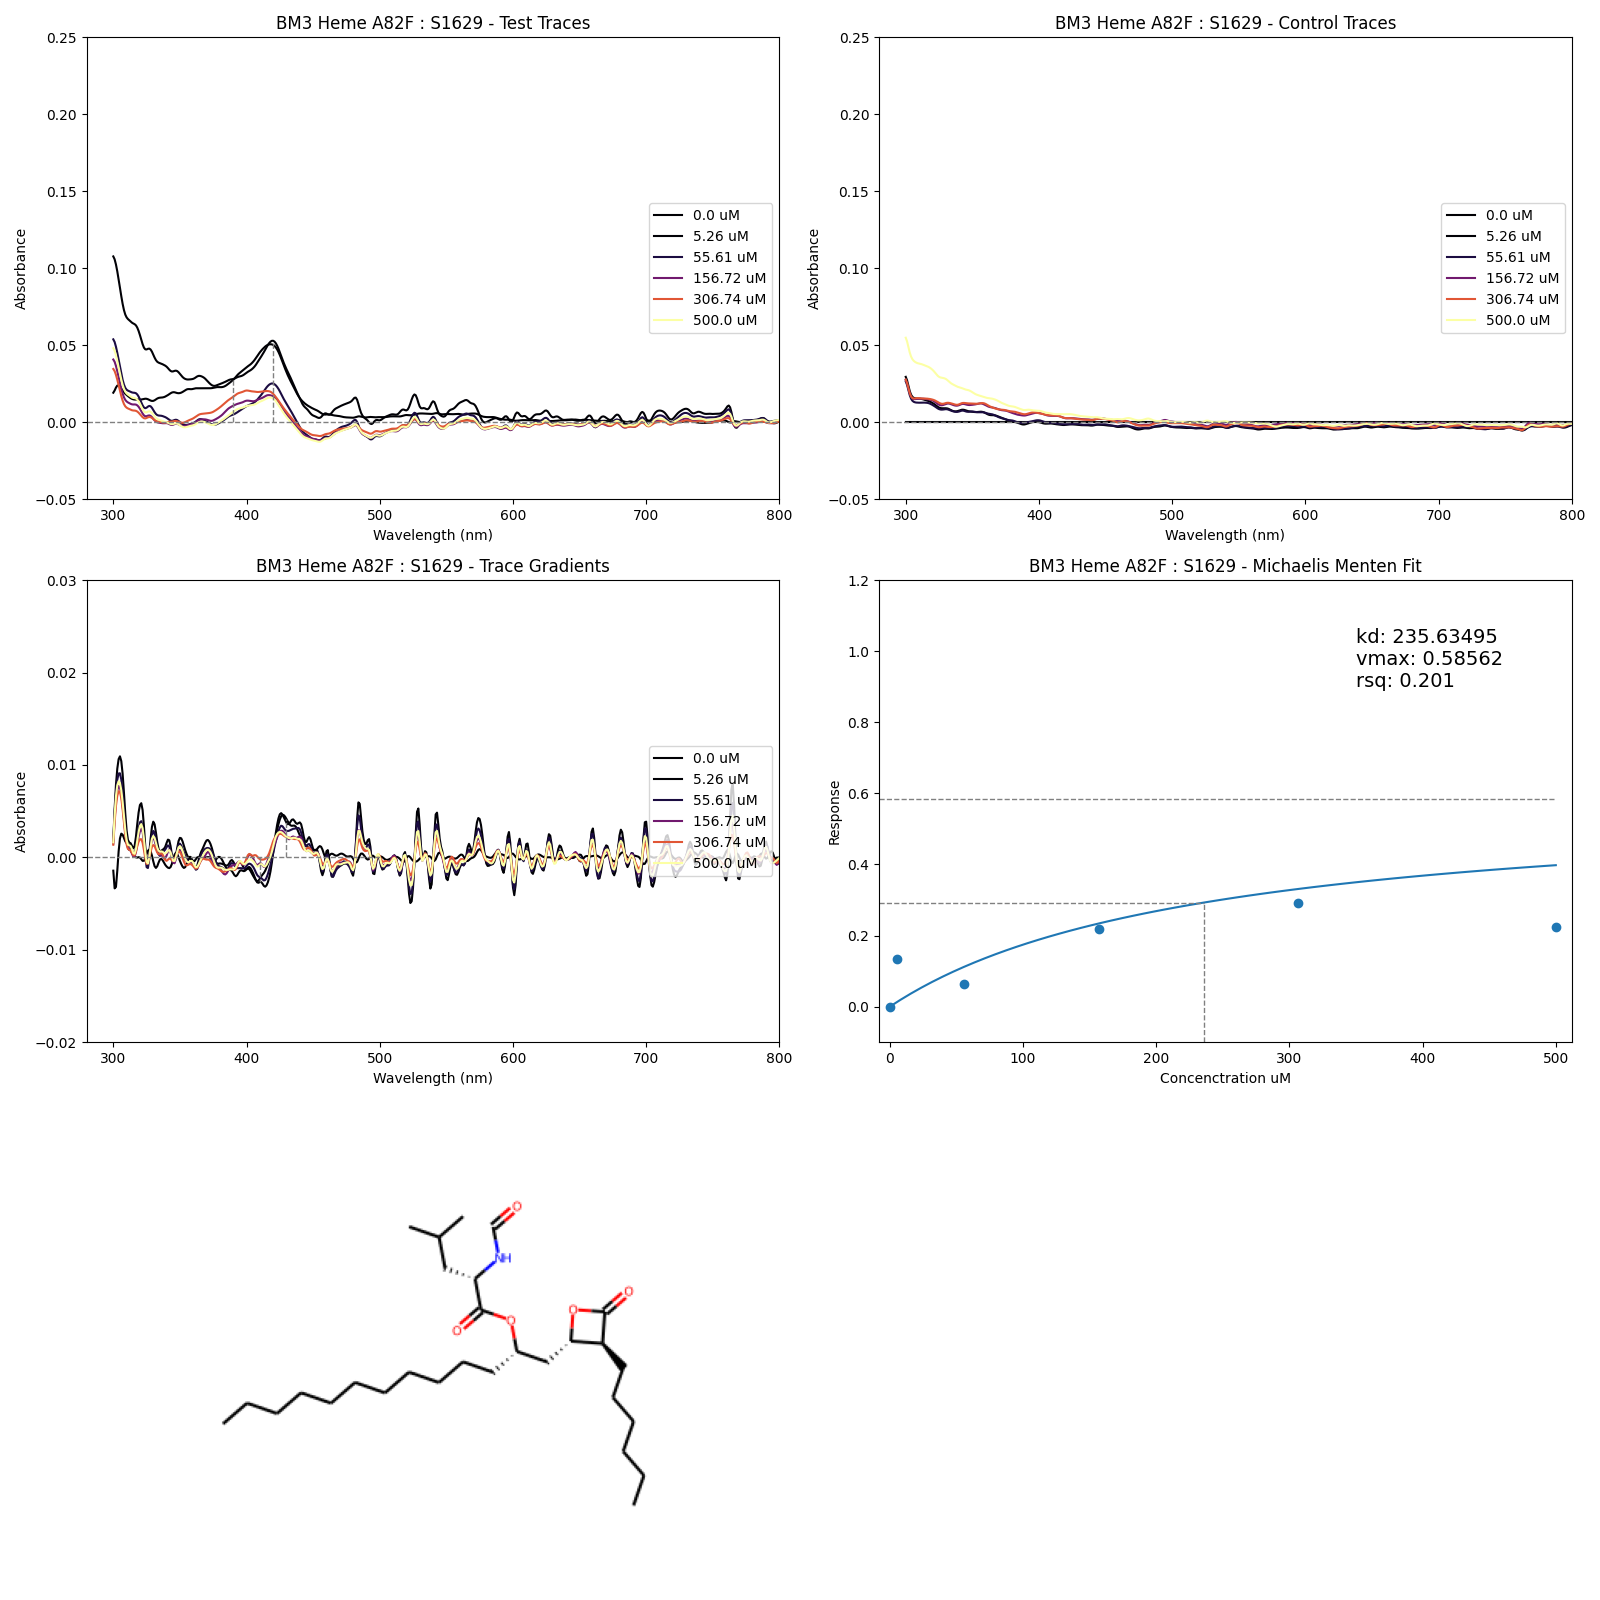 BM3 Heme A82F : S1629 - Test Traces
Absorbance
0.25
0.20
0.15
0.10
0.05
0.00
−0.05
0.0 uM
5.26 uM
55.61 uM
156.72 uM
306.74 uM
500.0 uM
300 400 500 600 700 800
Wavelength (nm)
BM3 Heme A82F : S1629 - Control Traces
Absorbance
0.25
0.20
0.15
0.10
0.05
0.00
−0.05
0.0 uM
5.26 uM
55.61 uM
156.72 uM
306.74 uM
500.0 uM
300 400 500 600 700 800
Wavelength (nm)
BM3 Heme A82F : S1629 - Trace Gradients
Absorbance
0.03
0.02
0.01
0.00
−0.01
−0.02
0.0 uM
5.26 uM
55.61 uM
156.72 uM
306.74 uM
500.0 uM
300 400 500 600 700 800
Wavelength (nm)
BM3 Heme A82F : S1629 - Michaelis Menten Fit
Response
1.2
1.0
0.8
0.6
0.4
0.2
0.0
kd: 235.63495
vmax: 0.58562
rsq: 0.201
0 100 200 300 400 500
Concenctration uM
O
NH
O
O
O
O